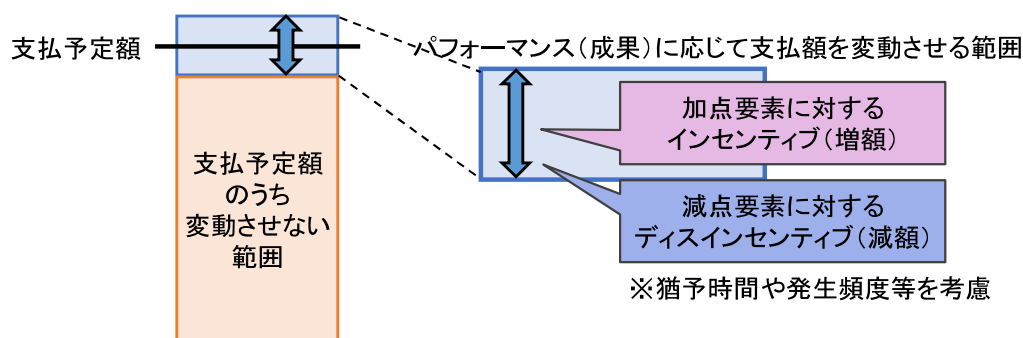 支払予定額
パフォーマンス（成果）に応じて支払額を変動させる範囲
加点要素に対する
インセンティブ（増額）
減点要素に対する
ディスインセンティブ（減額）
※猶予時間や発生頻度等を考慮
支払予定額
のうち
変動させない
範囲